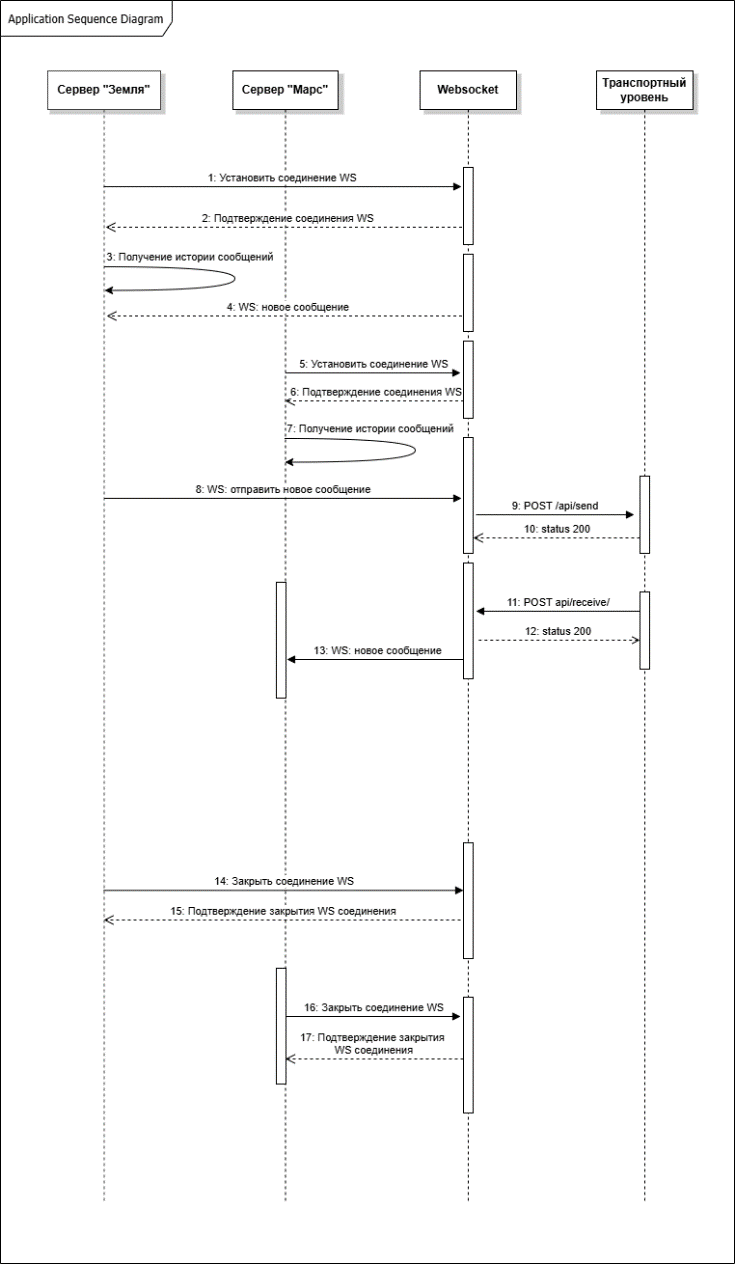 Application Sequence Diagram
Сервер "Земля"
Сервер "Марс"
Websocket
Транспортный
уровень
1: Установить соединение WS
2: Подтверждение соединения WS
3: Получение истории сообщений
4: WS: новое сообщение
5: Установить соединение WS
6: Подтверждение соединения WS
7: Получение истории сообщений
8: WS: отправить новое сообщение
9: POST /api/send
10: status 200
11: POST api/receive/
12: status 200
13: WS: новое сообщение
14: Закрыть соединение WS
15: Подтверждение закрытия WS соединения
16: Закрыть соединение WS
17: Подтверждение закрытия
WS соединения